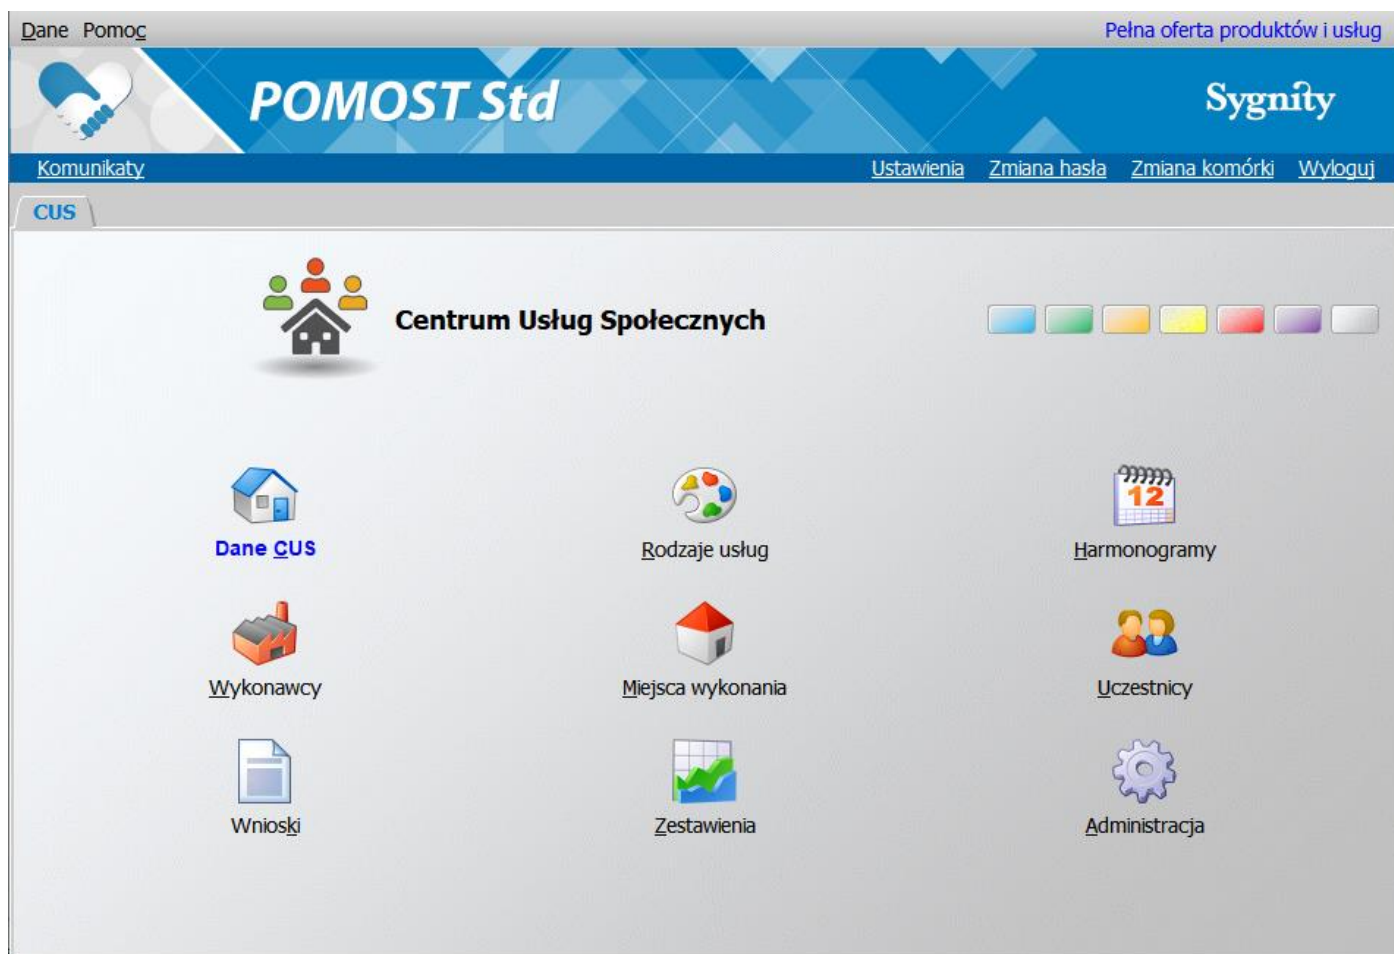 Dane Pomoc Pełna oferta produktów i usług
POMOST Std Sygnity
Komunikaty Ustawienia Zmiana hasła Zmiana komórki Wyloguj
CUS
Centrum Usług Społecznych
12
Dane CUS Rodzaje usług Harmonogramy
Wykonawcy Miejsca wykonania Uczestnicy
Wnioski Zestawienia Administracja